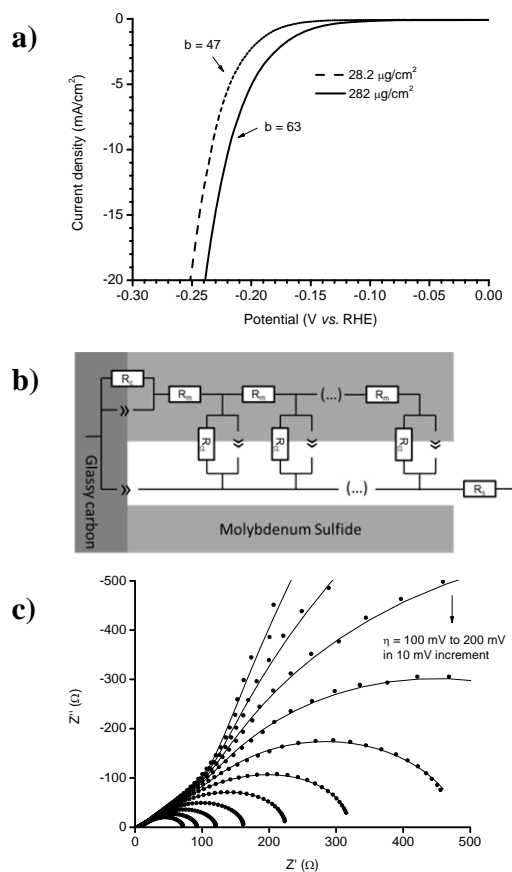 a)
0
-5
-10
-15
-20
Current density (mA/cm²)
b = 47
b = 63
28.2 μg/cm²
282 μg/cm²
-0.30 -0.25 -0.20 -0.15 -0.10 -0.05 0.00
Potential (V vs. RHE)
b)
Rc
Rm Rm (...) Rm
Rct Rct Rct
(...)
Rs
Glassy carbon
Molybdenum Sulfide
c)
-500
-400
-300
-200
-100
0
Z'' (Ω)
η = 100 mV to 200 mV
in 10 mV increment
0 100 200 300 400 500
Z' (Ω)